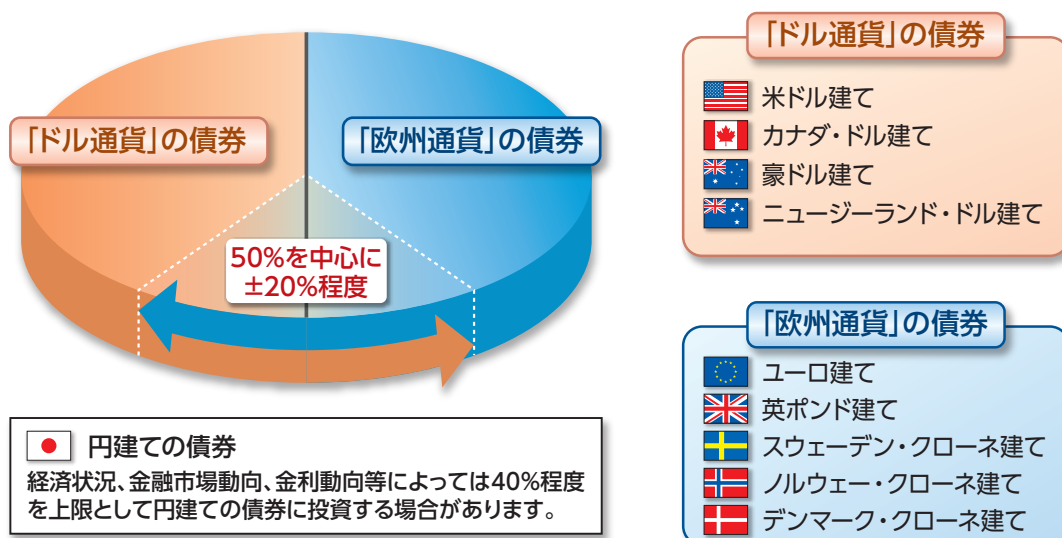 「ドル通貨」の債券
「欧州通貨」の債券
50%を中心に
±20%程度
円建ての債券
経済状況、金融市場動向、金利動向等によっては40%程度
を上限として円建ての債券に投資する場合があります。
「ドル通貨」の債券
米ドル建て
カナダ・ドル建て
豪ドル建て
ニュージーランド・ドル建て
「欧州通貨」の債券
ユーロ建て
英ポンド建て
スウェーデン・クローネ建て
ノルウェー・クローネ建て
デンマーク・クローネ建て